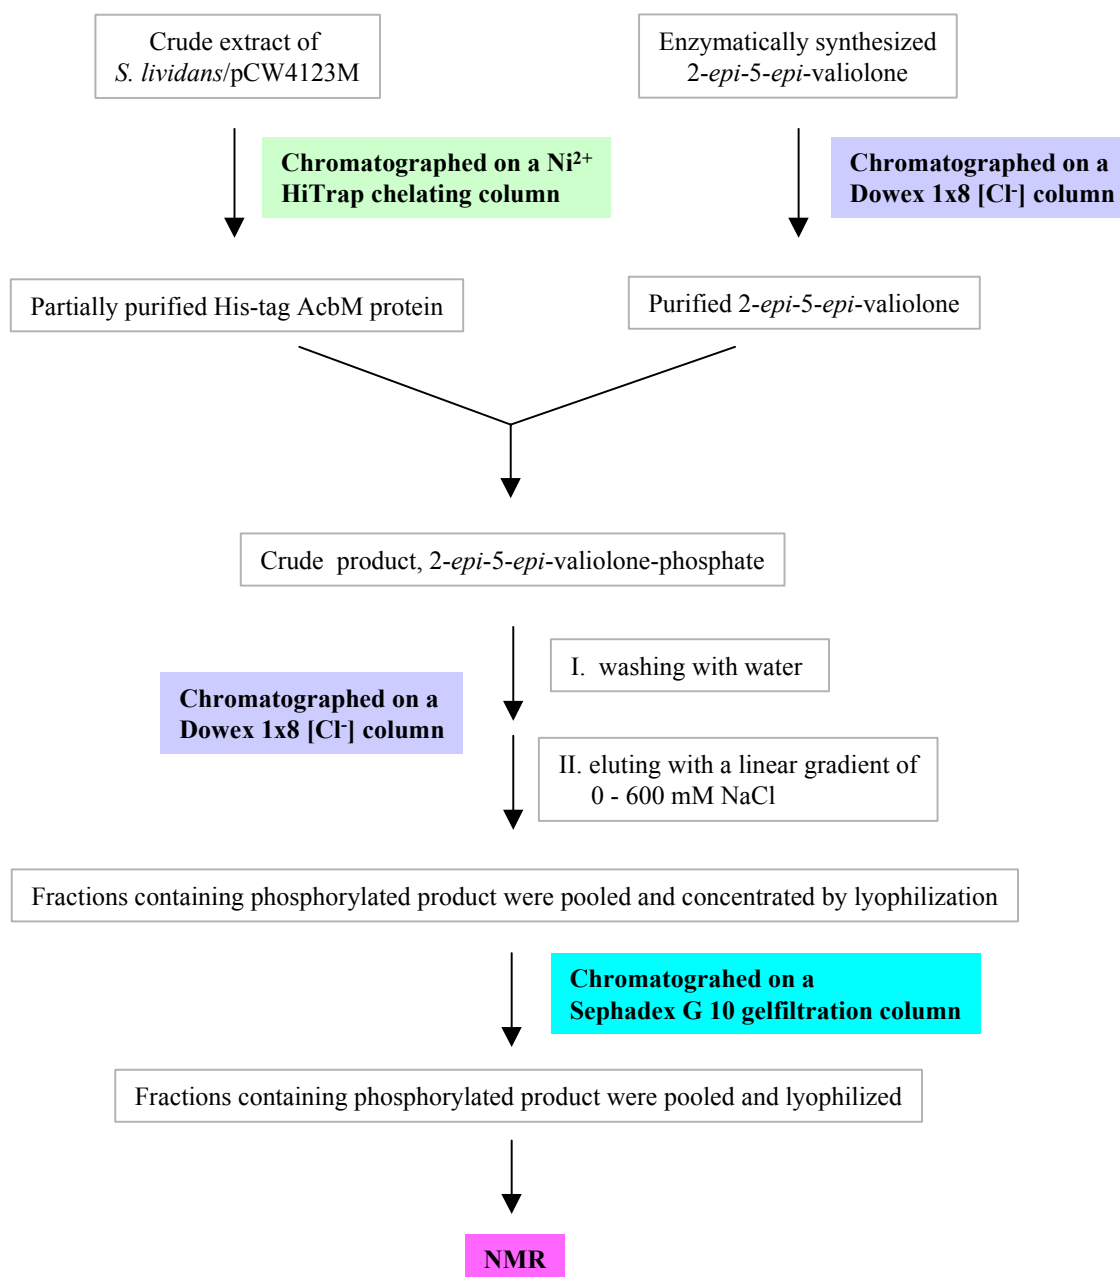 Crude extract of
S. lividans/pCW4123M
Enzymatically synthesized
2-epi-5-epi-valiolone
Chromatographed on a Ni²⁺
HiTrap chelating column
Chromatographed on a
Dowex 1x8 [Cl⁻] column
Partially purified His-tag AcbM protein
Purified 2-epi-5-epi-valiolone
Crude product, 2-epi-5-epi-valiolone-phosphate
I. washing with water
Chromatographed on a
Dowex 1x8 [Cl⁻] column
II. eluting with a linear gradient of
0 - 600 mM NaCl
Fractions containing phosphorylated product were pooled and concentrated by lyophilization
Chromatograhed on a
Sephadex G 10 gelfiltration column
Fractions containing phosphorylated product were pooled and lyophilized
NMR